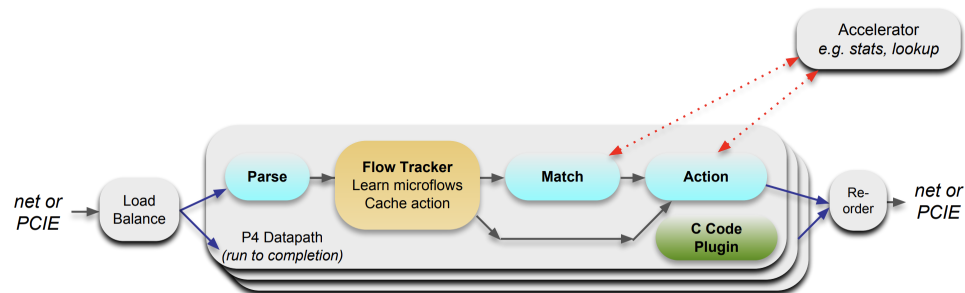 Accelerator
e.g. stats, lookup
net or
PCIE
Load
Balance
Parse
Flow Tracker
Learn microflows
Cache action
Match
Action
P4 Datapath
(run to completion)
C Code
Plugin
Re-
order
net or
PCIE